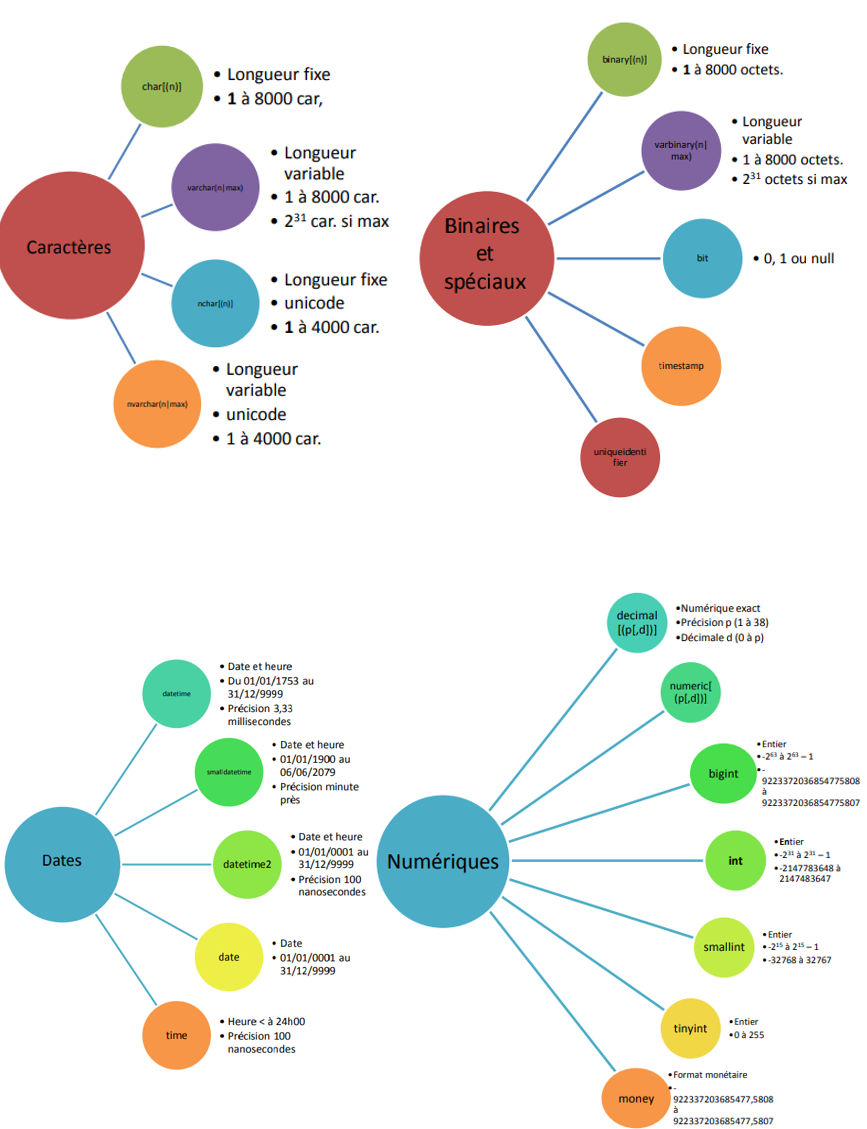 char[(n)]
• Longueur fixe
• 1 à 8000 car,
varchar(n|max)
• Longueur
variable
• 1 à 8000 car.
• 2³¹ car. si max
Caractères
nchar[(n)]
• Longueur fixe
• unicode
• 1 à 4000 car.
nvarchar(n|max)
• Longueur
variable
• unicode
• 1 à 4000 car.
binary[(n)]
• Longueur fixe
• 1 à 8000 octets.
varbinary(n|
max)
• Longueur
variable
• 1 à 8000 octets.
• 2³¹ octets si max
Binaires
et
spéciaux
bit
• 0, 1 ou null
timestamp
uniqueidenti
fier
datetime
• Date et heure
• Du 01/01/1753 au
31/12/9999
• Précision 3,33
millisecondes
smalldatetime
• Date et heure
• 01/01/1900 au
06/06/2079
• Précision minute
près
Dates
datetime2
• Date et heure
• 01/01/0001 au
31/12/9999
• Précision 100
nanosecondes
date
• Date
• 01/01/0001 au
31/12/9999
time
• Heure < à 24h00
• Précision 100
nanosecondes
decimal
[(p[,d])]
•Numérique exact
•Précision p (1 à 38)
•Décimale d (0 à p)
numeric[
(p[,d])]
bigint
•Entier
•-2⁶³ à 2⁶³ – 1
•-
9223372036854775808
à
9223372036854775807
Numériques
int
•Entier
•-2³¹ à 2³¹ – 1
•-2147783648 à
2147483647
smallint
•Entier
•-2¹⁵ à 2¹⁵ – 1
•-32768 à 32767
tinyint
•Entier
•0 à 255
money
•Format monétaire
•-
922337203685477,5808
à
922337203685477,5807